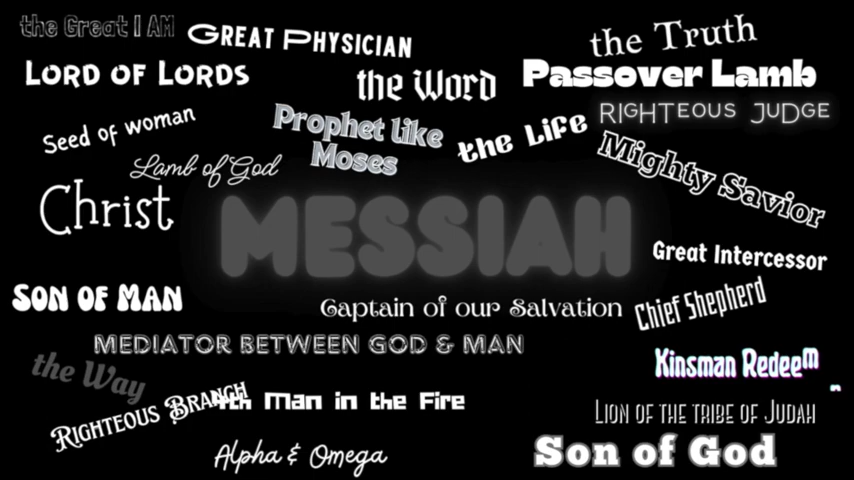 the Great I AM
GREAT PHYSICIAN
the Truth
LORD OF LORDS
the Word
Passover Lamb
RIGHTEOUS JUDGE
Seed of woman
Prophet like
Moses
the Life
Mighty Savior
Lamb of God
Christ
MESSIAH
Great Intercessor
SON OF MAN
Captain of our Salvation
Chief Shepherd
MEDIATOR BETWEEN GOD & MAN
the Way
Kinsman Redeem
RIGHTEOUS BRANCH
4th Man in the Fire
LION OF THE TRIBE OF JUDAH
Alpha & Omega
Son of God